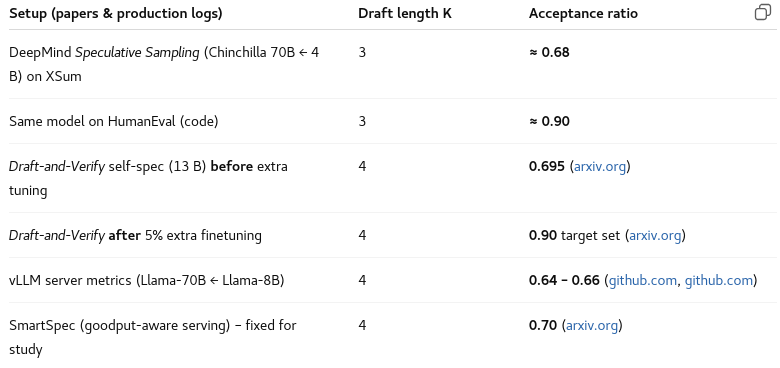 Setup (papers & production logs) Draft length K Acceptance ratio
DeepMind Speculative Sampling (Chinchilla 70B ← 4 3 ≈ 0.68
B) on XSum
Same model on HumanEval (code) 3 ≈ 0.90
Draft-and-Verify self-spec (13 B) before extra 4 0.695 (arxiv.org)
tuning
Draft-and-Verify after 5% extra finetuning 4 0.90 target set (arxiv.org)
vLLM server metrics (Llama-70B ← Llama-8B) 4 0.64 – 0.66 (github.com, github.com)
SmartSpec (goodput-aware serving) – fixed for 4 0.70 (arxiv.org)
study